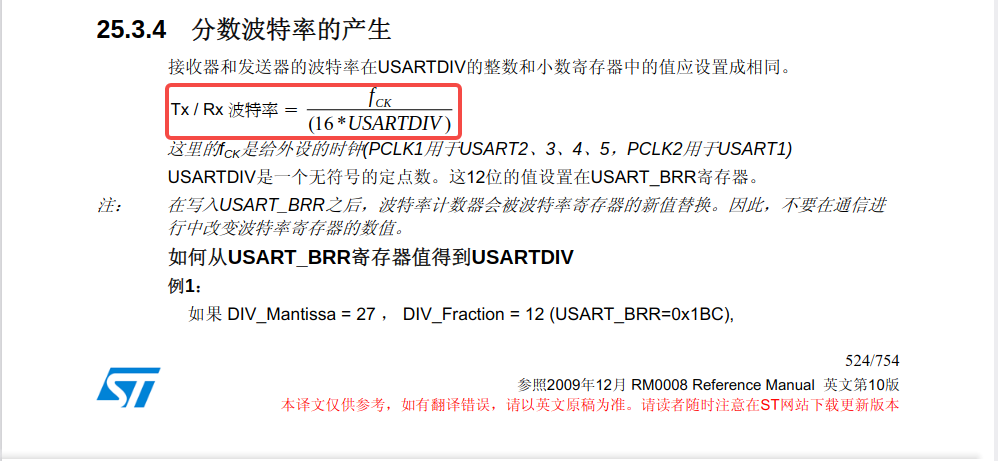 25.3.4 分数波特率的产生
接收器和发送器的波特率在USARTDIV的整数和小数寄存器中的值应设置成相同。
Tx / Rx 波特率 = fCK / (16*USARTDIV)
这里的fCK是给外设的时钟(PCLK1用于USART2、3、4、5，PCLK2用于USART1)
USARTDIV是一个无符号的定点数。这12位的值设置在USART_BRR寄存器。
注： 在写入USART_BRR之后，波特率计数器会被波特率寄存器的新值替换。因此，不要在通信进
行中改变波特率寄存器的数值。
如何从USART_BRR寄存器值得到USARTDIV
例1：
如果 DIV_Mantissa = 27 ， DIV_Fraction = 12 (USART_BRR=0x1BC),
524/754
ST
参照2009年12月 RM0008 Reference Manual 英文第10版
本译文仅供参考，如有翻译错误，请以英文原稿为准。请读者随时注意在ST网站下载更新版本